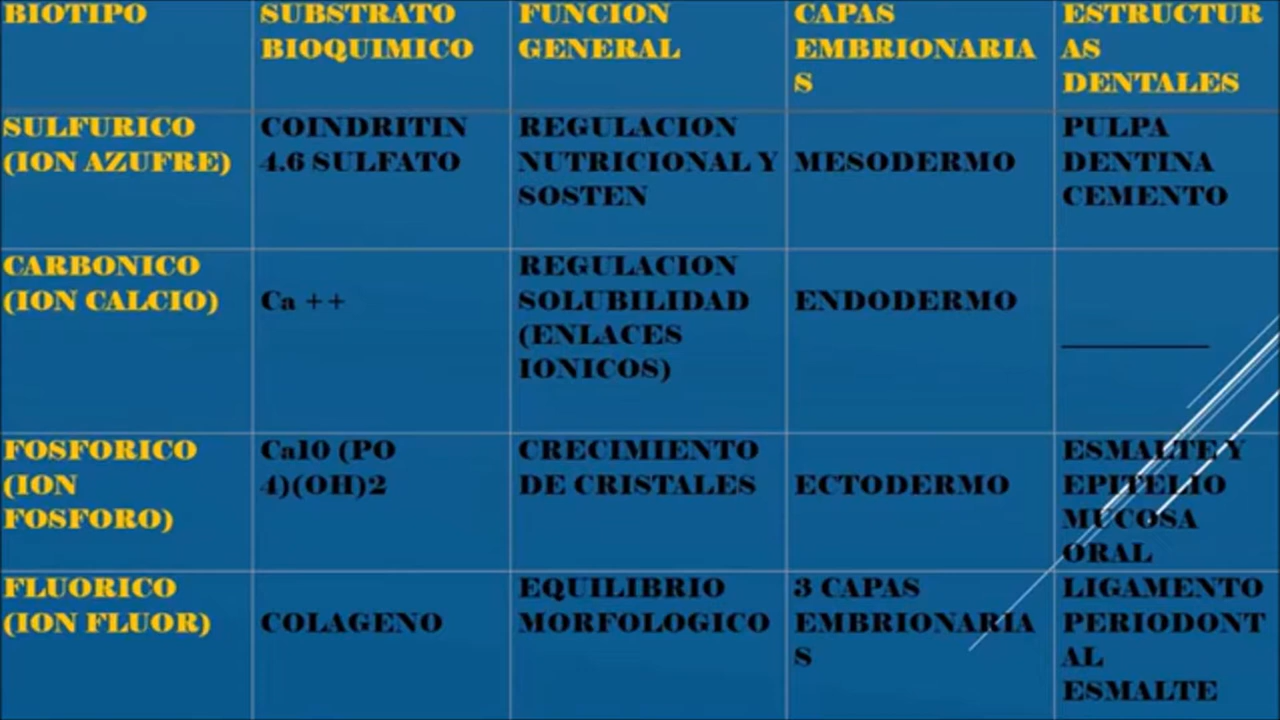 BIOTIPO
SUBSTRATO
BIOQUIMICO
FUNCION
GENERAL
CAPAS
EMBRIONARIA
S
ESTRUCTUR
AS
DENTALES
SULFURICO
(ION AZUFRE)
COINDRITIN
4.6 SULFATO
REGULACION
NUTRICIONAL Y
SOSTEN
MESODERMO
PULPA
DENTINA
CEMENTO
CARBONICO
(ION CALCIO)
Ca ++
REGULACION
SOLUBILIDAD
(ENLACES
IONICOS)
ENDODERMO
FOSFORICO
(ION
FOSFORO)
Ca10 (PO
4)(OH)2
CRECIMIENTO
DE CRISTALES
ECTODERMO
ESMALTE Y
EPITELIO
MUCOSA
ORAL
FLUORICO
(ION FLUOR)
COLAGENO
EQUILIBRIO
MORFOLOGICO
3 CAPAS
EMBRIONARIA
S
LIGAMENTO
PERIODONT
AL
ESMALTE